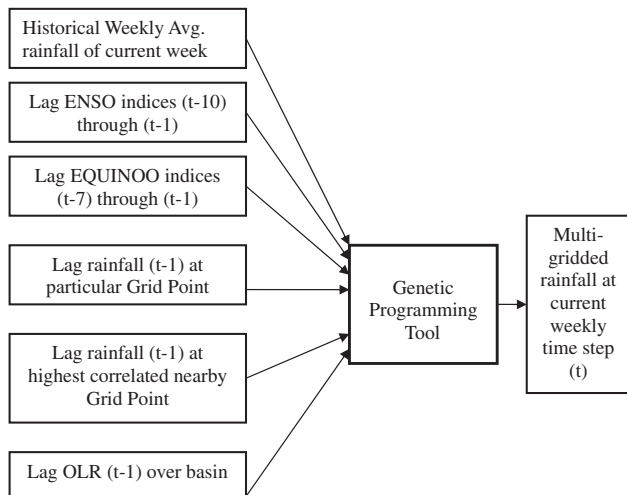 Historical Weekly Avg.
rainfall of current week
Lag ENSO indices (t-10)
through (t-1)
Lag EQUINOO indices
(t-7) through (t-1)
Lag rainfall (t-1) at
particular Grid Point
Lag rainfall (t-1) at
highest correlated nearby
Grid Point
Lag OLR (t-1) over basin
Genetic
Programming
Tool
Multi-
gridded
rainfall at
current
weekly
time step
(t)